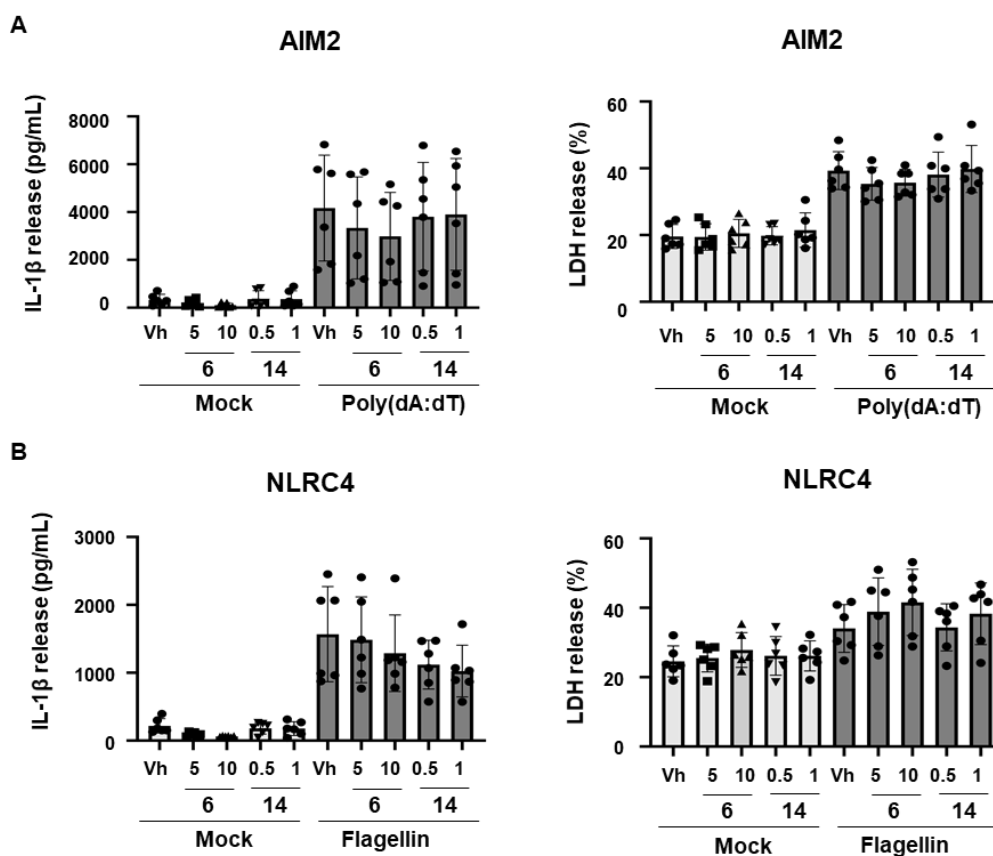 A
AIM2
IL-1β release (pg/mL)
8000
6000
4000
2000
0
Vh 5 10 0.5 1 Vh 5 10 0.5 1
6 14 6 14
Mock Poly(dA:dT)
AIM2
LDH release (%)
60
40
20
0
Vh 5 10 0.5 1 Vh 5 10 0.5 1
6 14 6 14
Mock Poly(dA:dT)
B
NLRC4
IL-1β release (pg/mL)
3000
2000
1000
0
Vh 5 10 0.5 1 Vh 5 10 0.5 1
6 14 6 14
Mock Flagellin
NLRC4
LDH release (%)
60
40
20
0
Vh 5 10 0.5 1 Vh 5 10 0.5 1
6 14 6 14
Mock Flagellin